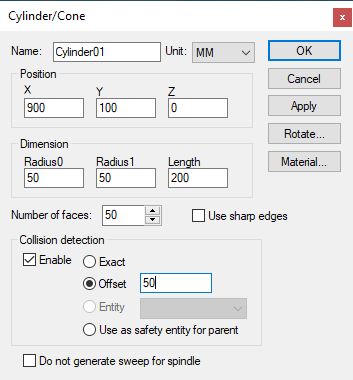 Cylinder/Cone
Name: Cylinder01 Unit: MM OK
Position Cancel
X Y Z
900 100 0 Apply
Rotate...
Dimension
Radius0 Radius1 Length Material...
50 50 200
Number of faces: 50 Use sharp edges
Collision detection
Enable Exact
Offset 50
Entity
Use as safety entity for parent
Do not generate sweep for spindle